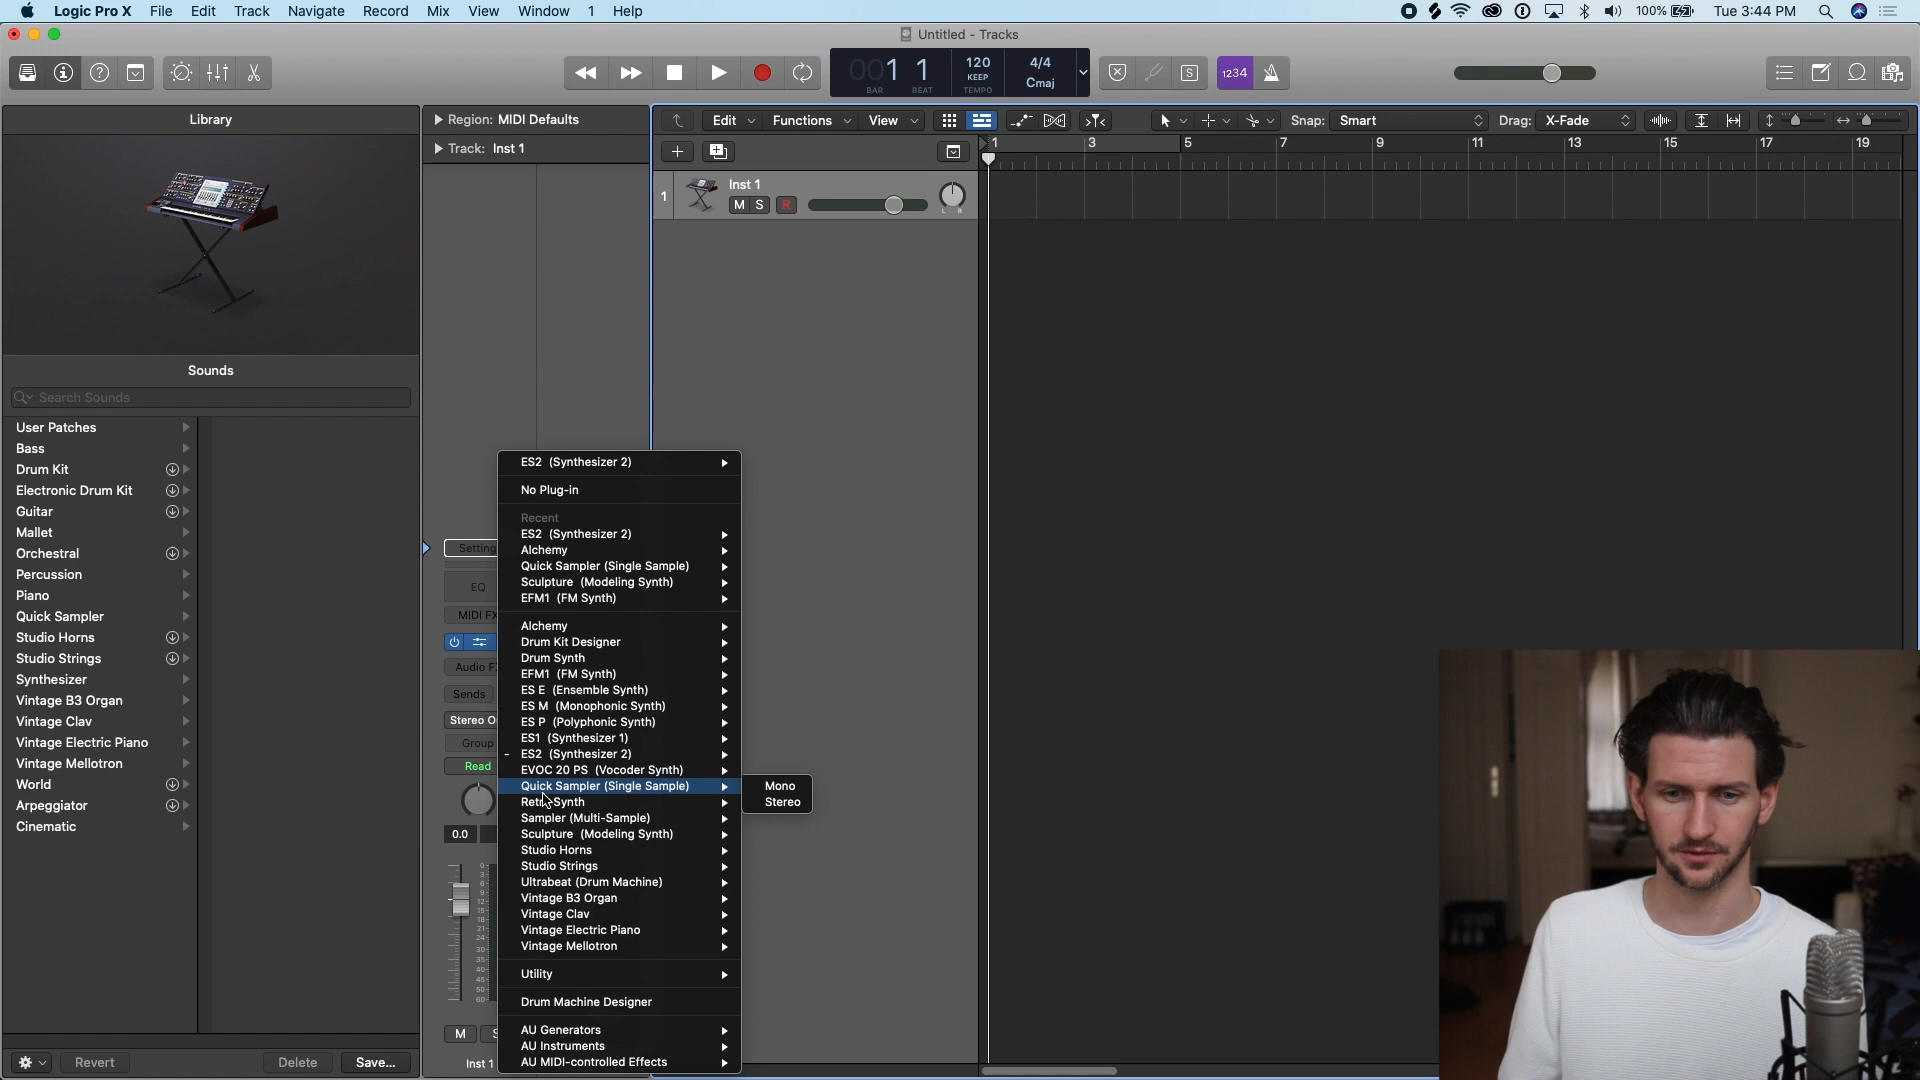 Logic Pro X File Edit Track Navigate Record Mix View Window 1 Help 100% Tue 3:44 PM
Untitled - Tracks
001 1 120 4/4
KEEP Cmaj
BAR BEAT TEMPO
1234
Library
Region: MIDI Defaults
Edit Functions View Snap: Smart Drag: X-Fade
Track: Inst 1
1 3 5 7 9 11 13 15 17 19
1 Inst 1
M S R
L R
Sounds
Search Sounds
User Patches
Bass
Drum Kit
Electronic Drum Kit
Guitar
Mallet
Orchestral
Percussion
Piano
Quick Sampler
Studio Horns
Studio Strings
Synthesizer
Vintage B3 Organ
Vintage Clav
Vintage Electric Piano
Vintage Mellotron
World
Arpeggiator
Cinematic
Revert Delete Save...
Setting
EQ
MIDI FX
Audio F
Sends
Stereo O
Group
Read
0.0
M S
Inst 1
ES2 (Synthesizer 2)
No Plug-in
Recent
ES2 (Synthesizer 2)
Alchemy
Quick Sampler (Single Sample)
Sculpture (Modeling Synth)
EFM1 (FM Synth)
Alchemy
Drum Kit Designer
Drum Synth
EFM1 (FM Synth)
ES E (Ensemble Synth)
ES M (Monophonic Synth)
ES P (Polyphonic Synth)
ES1 (Synthesizer 1)
- ES2 (Synthesizer 2)
EVOC 20 PS (Vocoder Synth)
Quick Sampler (Single Sample)
Retro Synth
Sampler (Multi-Sample)
Sculpture (Modeling Synth)
Studio Horns
Studio Strings
Ultrabeat (Drum Machine)
Vintage B3 Organ
Vintage Clav
Vintage Electric Piano
Vintage Mellotron
Utility
Drum Machine Designer
AU Generators
AU Instruments
AU MIDI-controlled Effects
Mono
Stereo